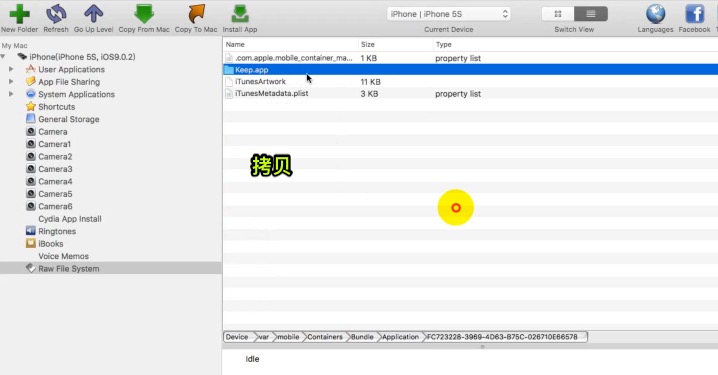 New Folder Refresh Go Up Level Copy From Mac Copy To Mac Install App
iPhone | iPhone 5S
Current Device
Switch View
Languages Facebook
My Mac
iPhone(iPhone 5S, iOS9.0.2)
User Applications
App File Sharing
System Applications
Shortcuts
General Storage
Camera
Camera1
Camera2
Camera3
Camera4
Camera5
Camera6
Cydia App Install
Ringtones
iBooks
Voice Memos
Raw File System
Name Size Type
.com.apple.mobile_container_ma... 1 KB property list
Keep.app
iTunesArtwork 11 KB
iTunesMetadata.plist 3 KB property list
拷贝
Device var mobile Containers Bundle Application FC723228-3969-4D63-B75C-026710E66578
Idle